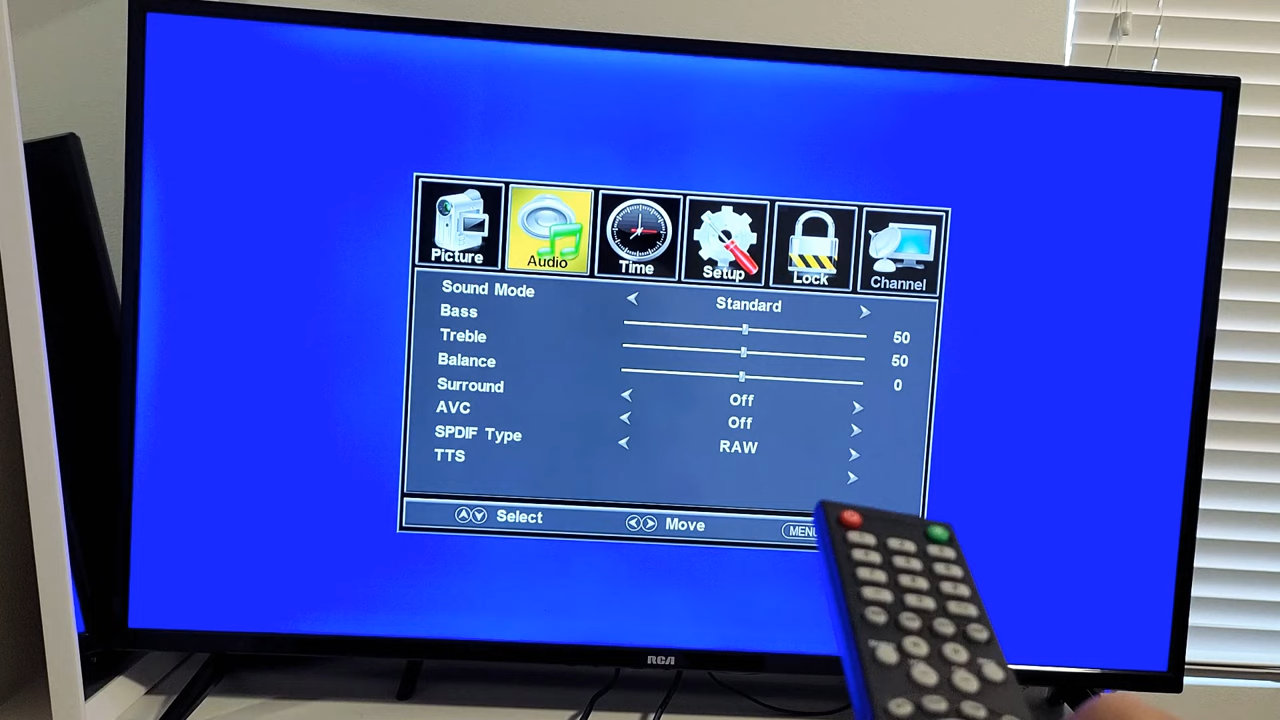 Picture Audio Time Setup Lock Channel
Sound Mode Standard
Bass 50
Treble 50
Balance 0
Surround Off
AVC Off
SPDIF Type RAW
TTS
Select Move MENU
RCA